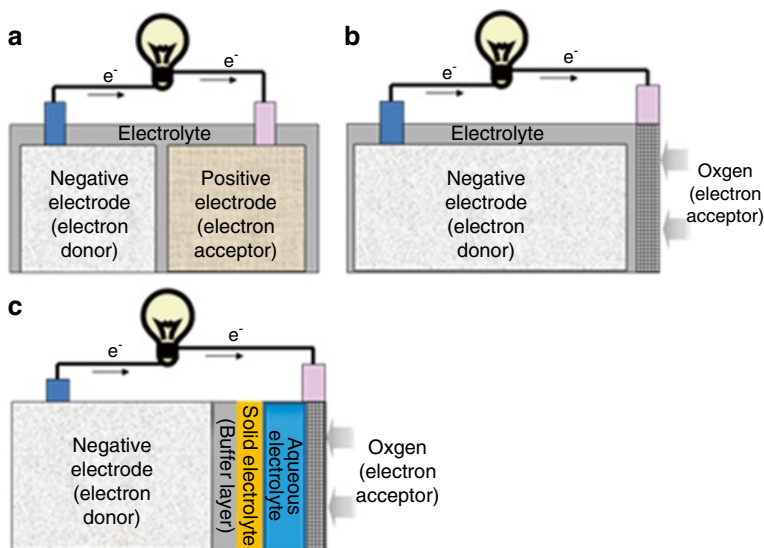 a
e-
e-
Electrolyte
Negative
electrode
(electron
donor)
Positive
electrode
(electron
acceptor)
b
e-
e-
Electrolyte
Negative
electrode
(electron
donor)
Oxgen
(electron
acceptor)
c
e-
e-
Negative
electrode
(electron
donor)
(Buffer layer)
Solid electrolyte
Aqueous
electrolyte
Oxgen
(electron
acceptor)